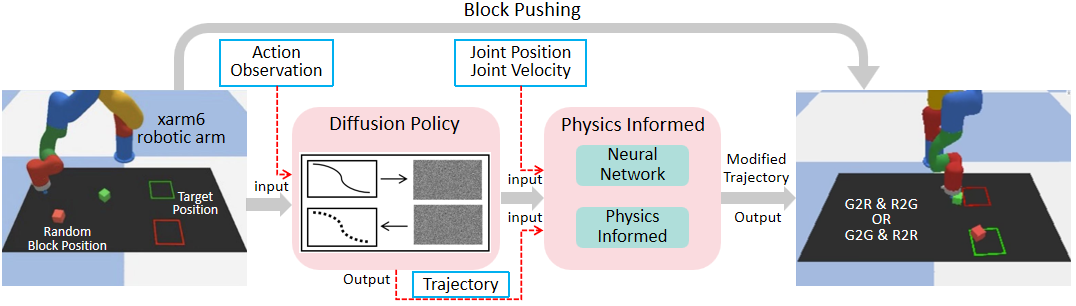 Block Pushing
Action
Observation
Joint Position
Joint Velocity
xarm6
robotic arm
Target
Position
Random
Block Position
input
Diffusion Policy
Output
Trajectory
input
input
Physics Informed
Neural
Network
Physics
Informed
Modified
Trajectory
Output
G2R & R2G
OR
G2G & R2R